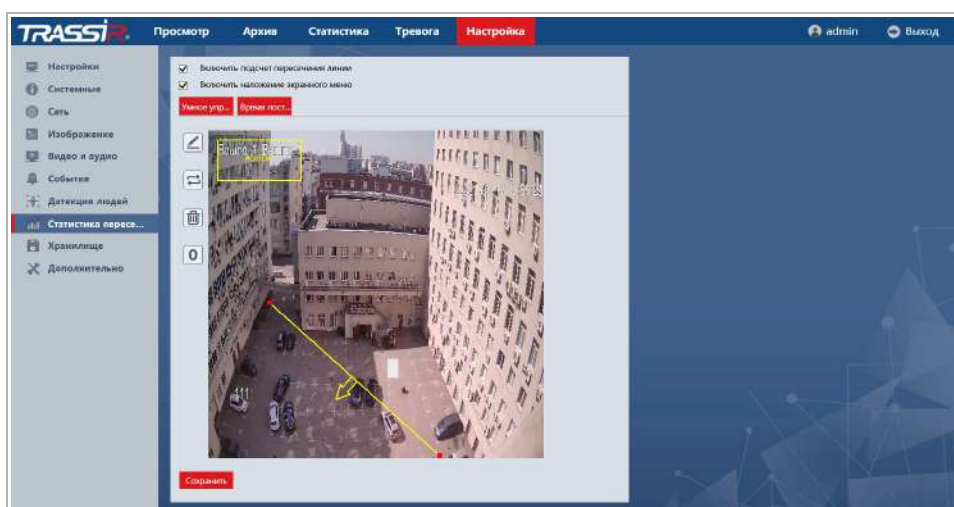 TRASSIR
Просмотр Архив Статистика Тревога Настройка admin Выход
Настройки
Системные
Сеть
Изображение
Видео и аудио
События
Детекция людей
Статистика пересе...
Хранилище
Дополнительно
Включить подсчет пересечения линии
Включить наложение экранного меню
Умное упр... Время пост...
0
Сохранить